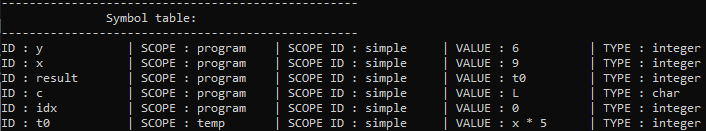 ------------------------------------------------
Symbol table:
------------------------------------------------
ID : y | SCOPE : program | SCOPE ID : simple | VALUE : 6 | TYPE : integer
ID : x | SCOPE : program | SCOPE ID : simple | VALUE : 9 | TYPE : integer
ID : result | SCOPE : program | SCOPE ID : simple | VALUE : t0 | TYPE : integer
ID : c | SCOPE : program | SCOPE ID : simple | VALUE : L | TYPE : char
ID : idx | SCOPE : program | SCOPE ID : simple | VALUE : 0 | TYPE : integer
ID : t0 | SCOPE : temp | SCOPE ID : simple | VALUE : x * 5 | TYPE : integer